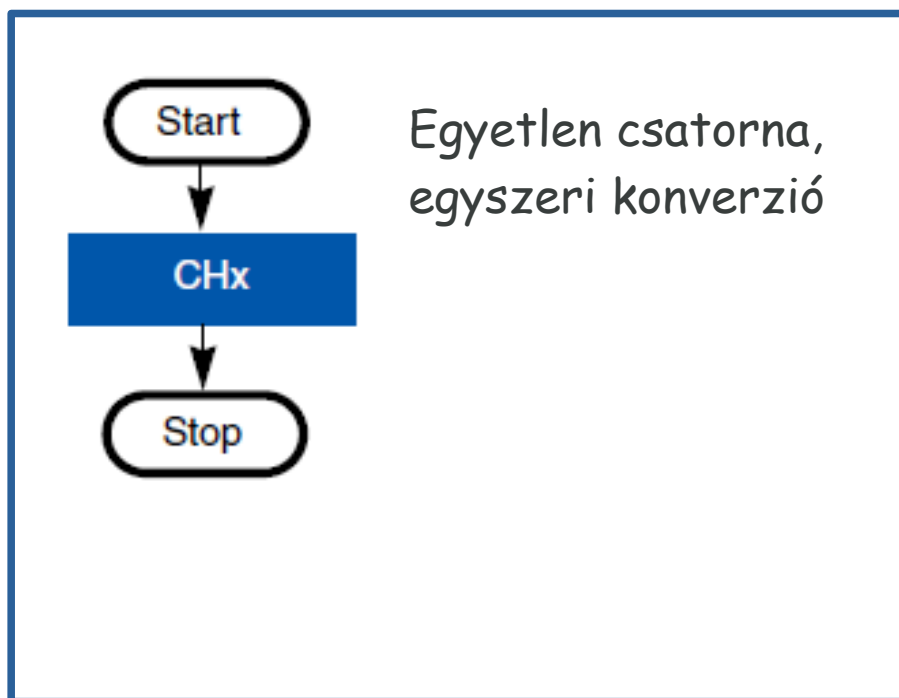 Start
Egyetlen csatorna,
egyszeri konverzió
CHx
Stop